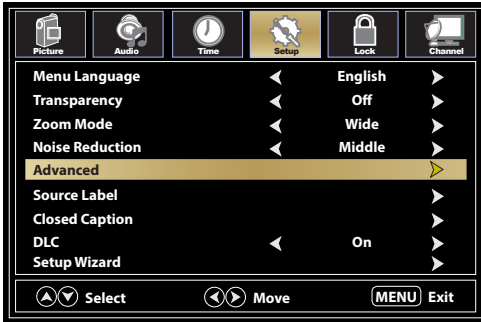 Picture Audio Time Setup Lock Channel
Menu Language English
Transparency Off
Zoom Mode Wide
Noise Reduction Middle
Advanced
Source Label
Closed Caption
DLC On
Setup Wizard
Select Move MENU Exit